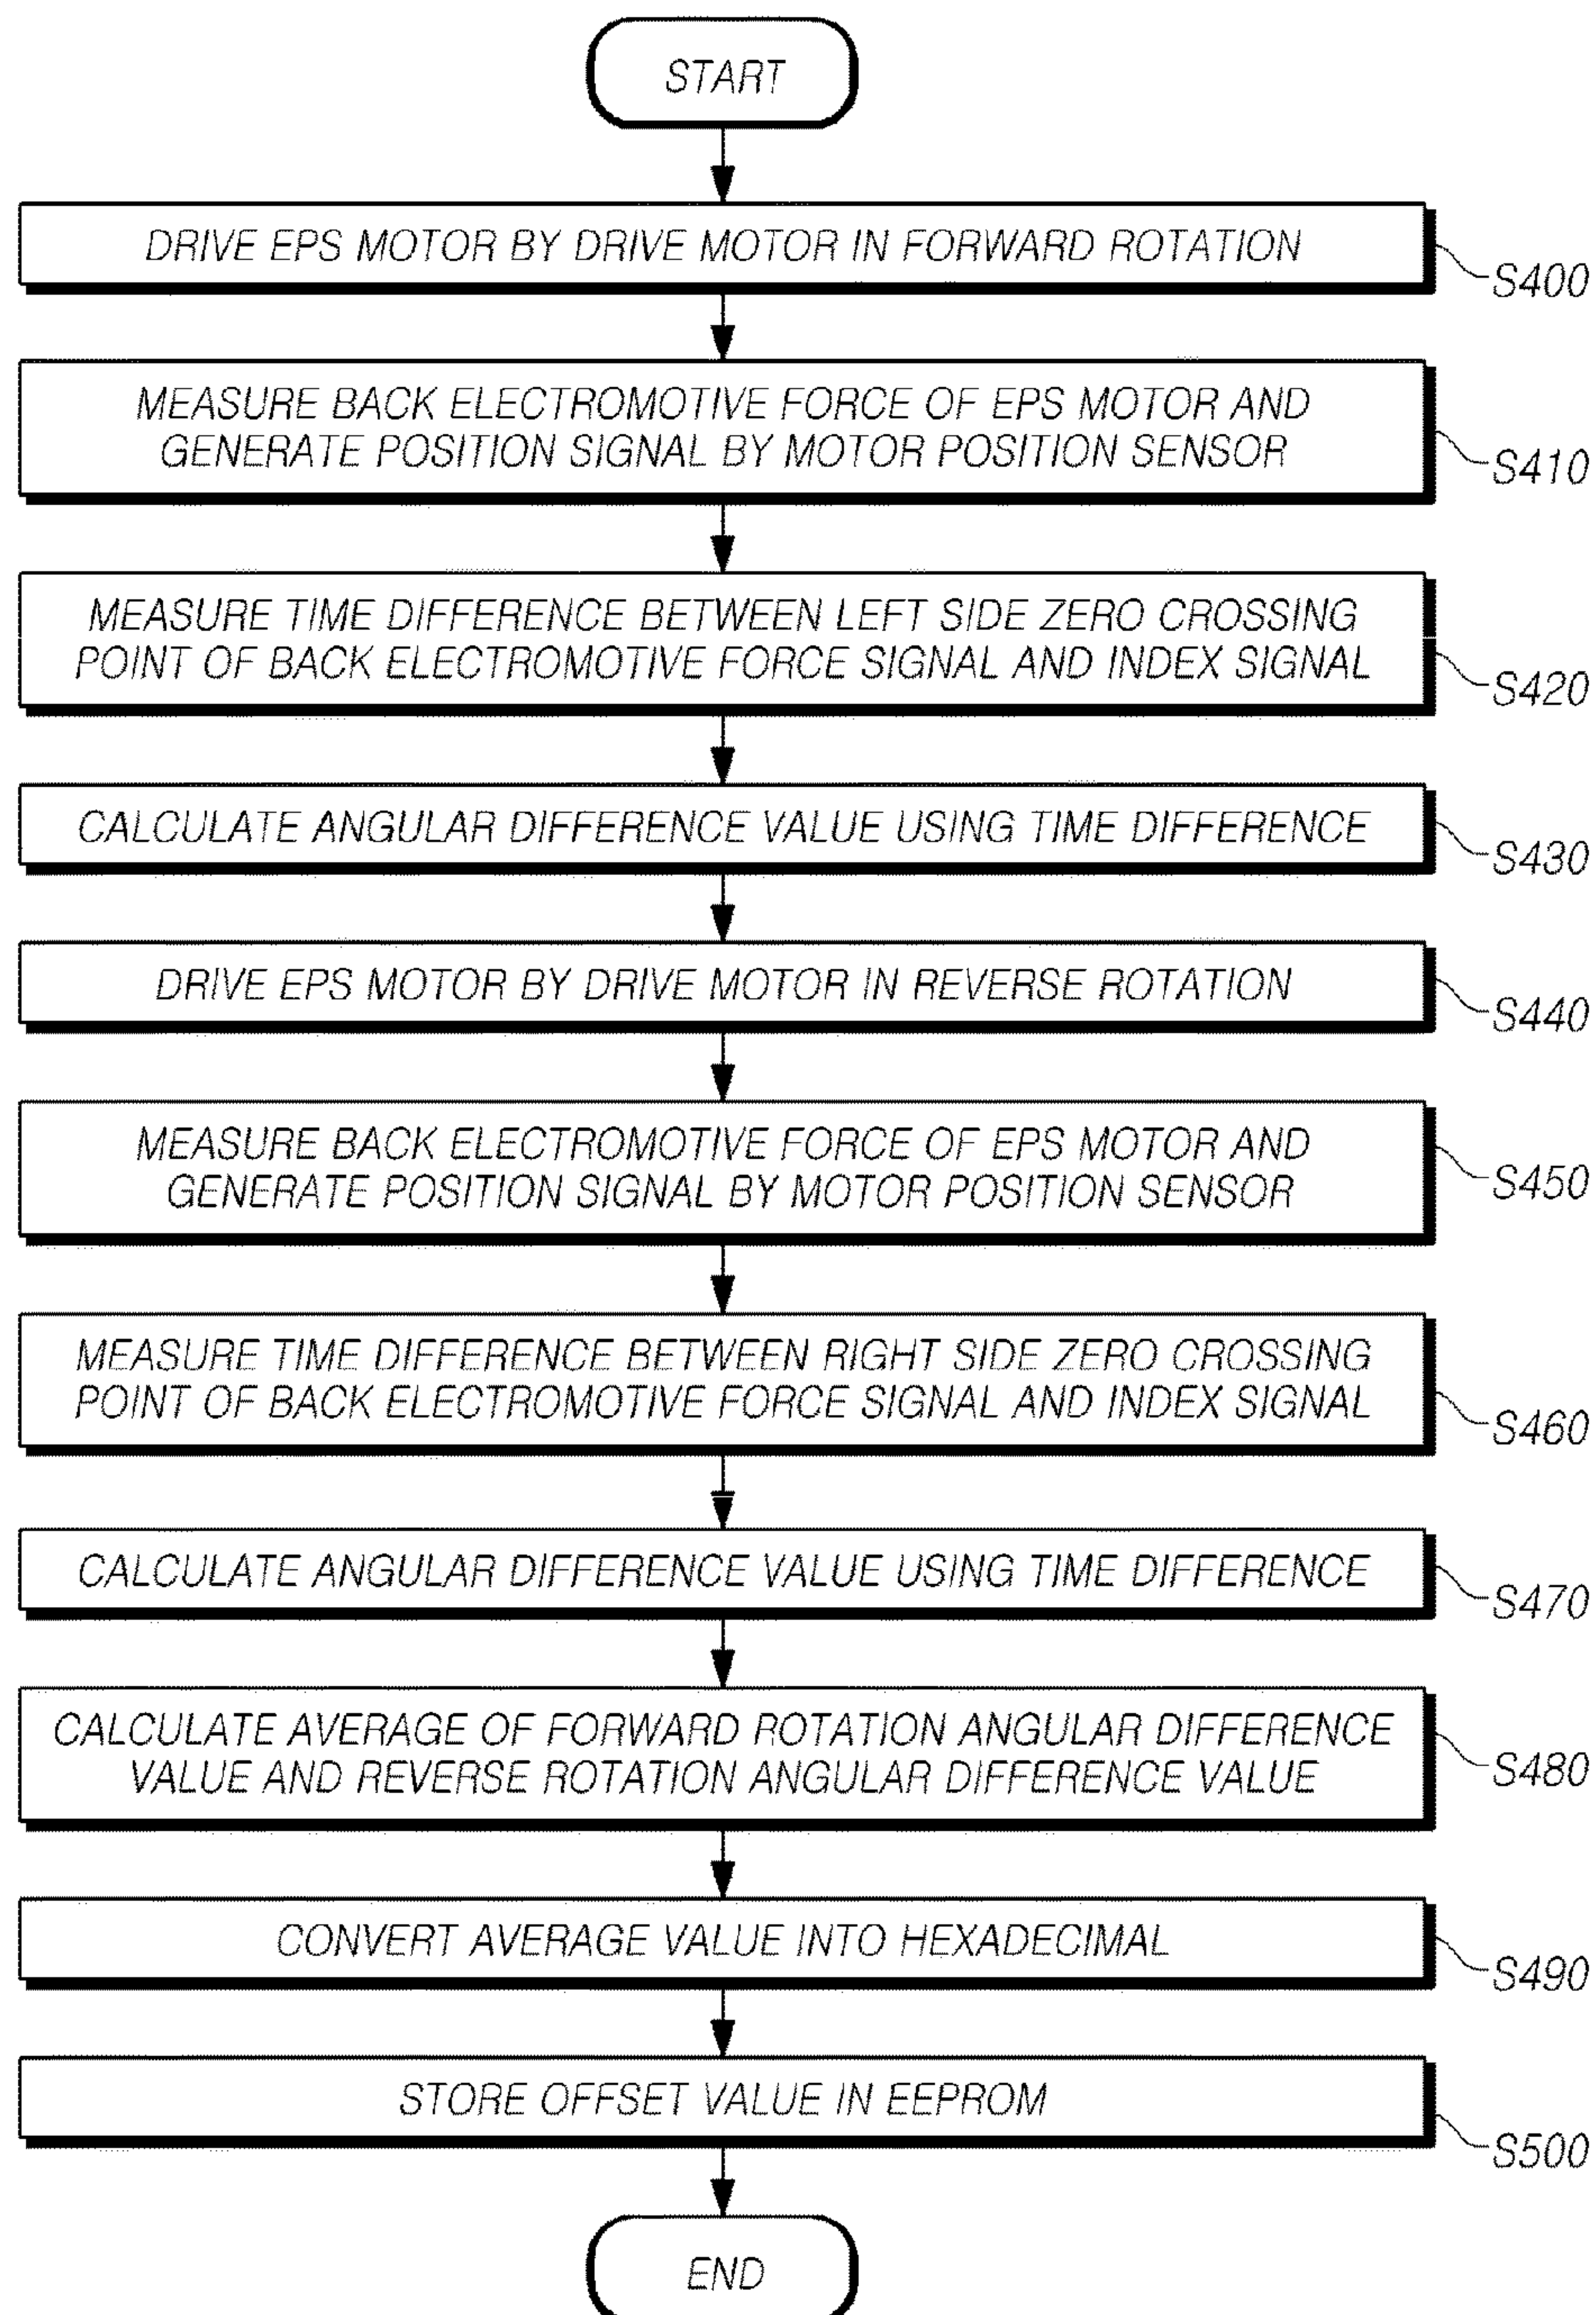 START
DRIVE EPS MOTOR BY DRIVE MOTOR IN FORWARD ROTATION
S400
MEASURE BACK ELECTROMOTIVE FORCE OF EPS MOTOR AND
GENERATE POSITION SIGNAL BY MOTOR POSITION SENSOR
S410
MEASURE TIME DIFFERENCE BETWEEN LEFT SIDE ZERO CROSSING
POINT OF BACK ELECTROMOTIVE FORCE SIGNAL AND INDEX SIGNAL
S420
CALCULATE ANGULAR DIFFERENCE VALUE USING TIME DIFFERENCE
S430
DRIVE EPS MOTOR BY DRIVE MOTOR IN REVERSE ROTATION
S440
MEASURE BACK ELECTROMOTIVE FORCE OF EPS MOTOR AND
GENERATE POSITION SIGNAL BY MOTOR POSITION SENSOR
S450
MEASURE TIME DIFFERENCE BETWEEN RIGHT SIDE ZERO CROSSING
POINT OF BACK ELECTROMOTIVE FORCE SIGNAL AND INDEX SIGNAL
S460
CALCULATE ANGULAR DIFFERENCE VALUE USING TIME DIFFERENCE
S470
CALCULATE AVERAGE OF FORWARD ROTATION ANGULAR DIFFERENCE
VALUE AND REVERSE ROTATION ANGULAR DIFFERENCE VALUE
S480
CONVERT AVERAGE VALUE INTO HEXADECIMAL
S490
STORE OFFSET VALUE IN EEPROM
S500
END